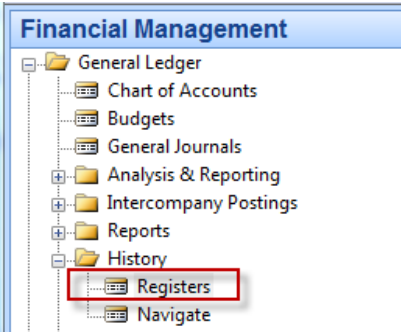 Financial Management
General Ledger
Chart of Accounts
Budgets
General Journals
Analysis & Reporting
Intercompany Postings
Reports
History
Registers
Navigate